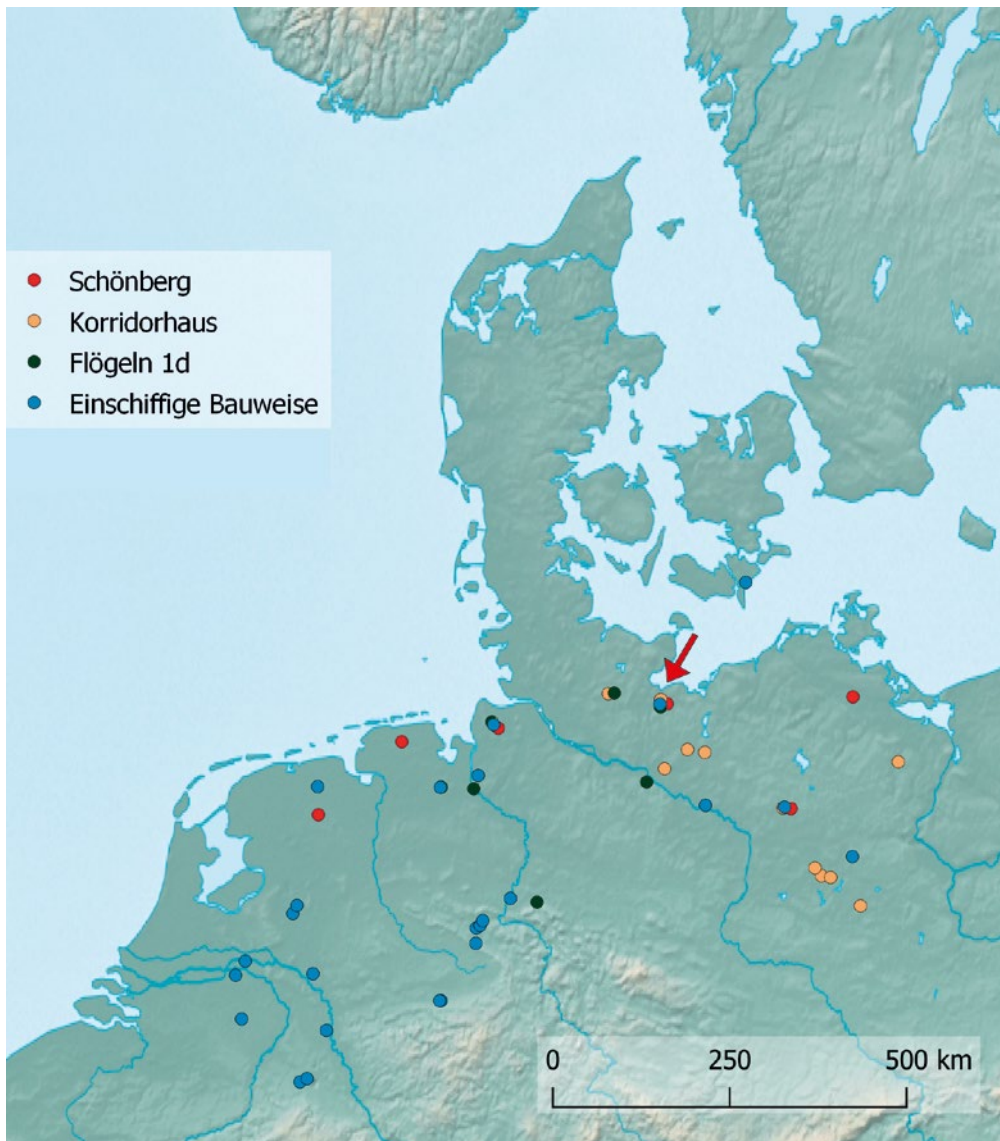 Schönberg
Korridorhaus
Flögeln 1d
Einschiffige Bauweise
0 250 500 km